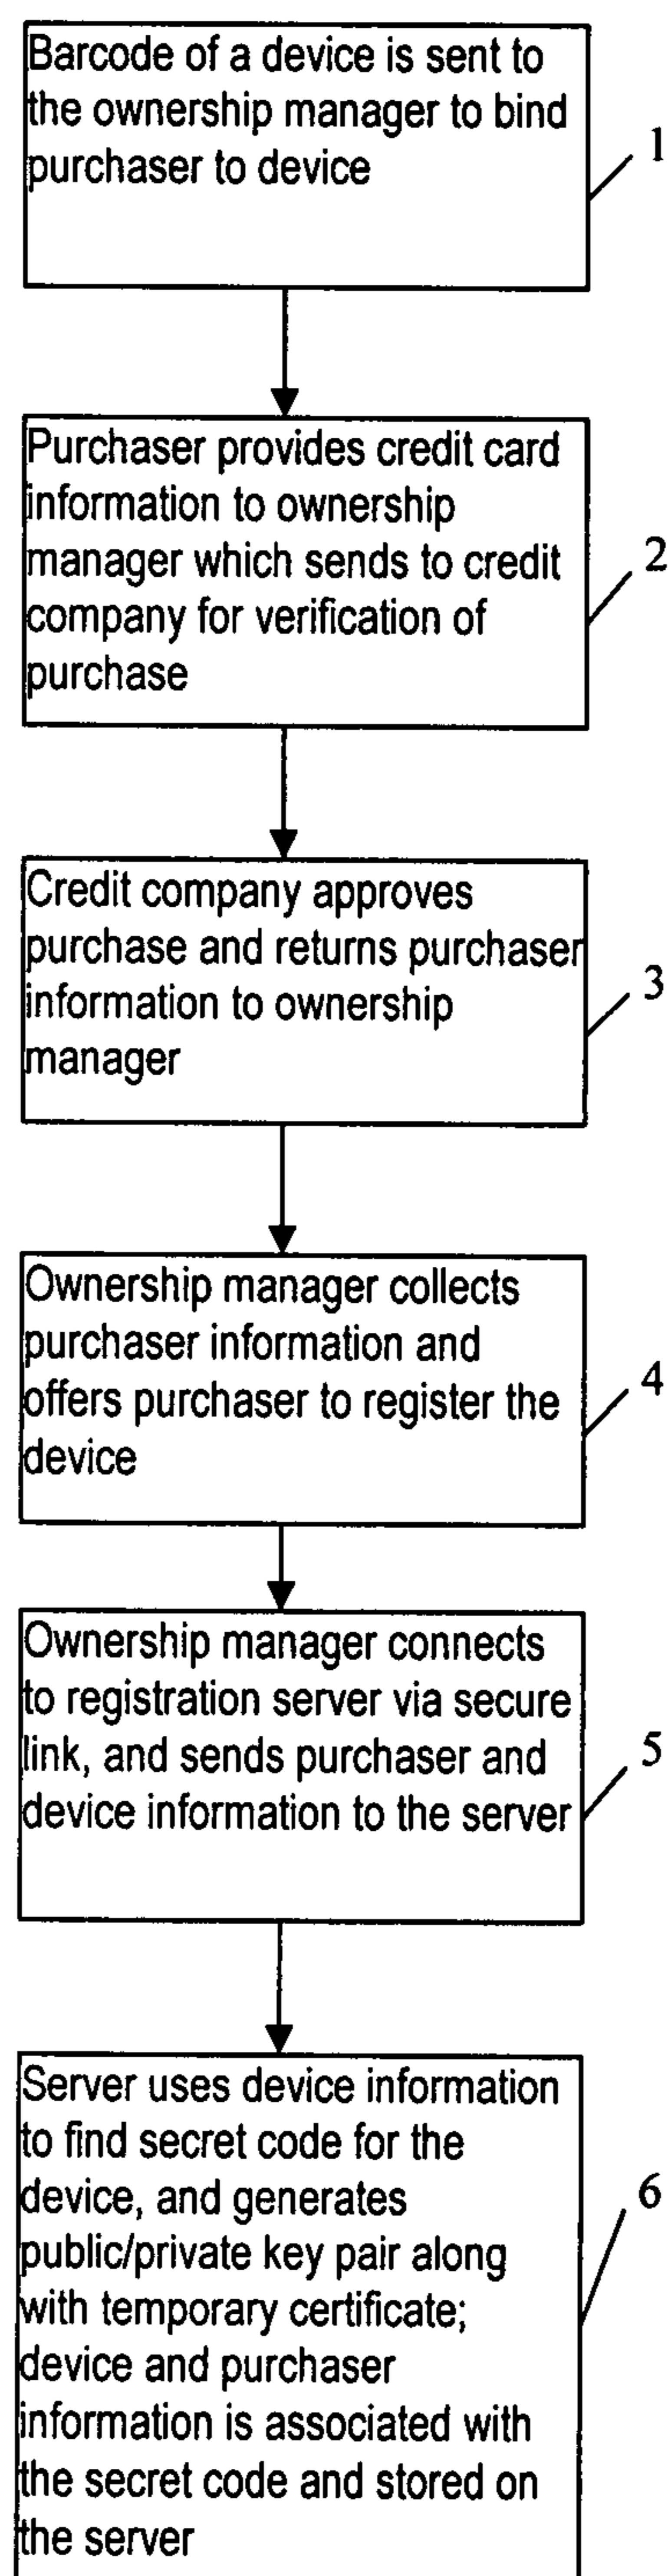 Barcode of a device is sent to
the ownership manager to bind
purchaser to device
1
Purchaser provides credit card
information to ownership
manager which sends to credit
company for verification of
purchase
2
Credit company approves
purchase and returns purchaser
information to ownership
manager
3
Ownership manager collects
purchaser information and
offers purchaser to register the
device
4
Ownership manager connects
to registration server via secure
link, and sends purchaser and
device information to the server
5
Server uses device information
to find secret code for the
device, and generates
public/private key pair along
with temporary certificate;
device and purchaser
information is associated with
the secret code and stored on
the server
6